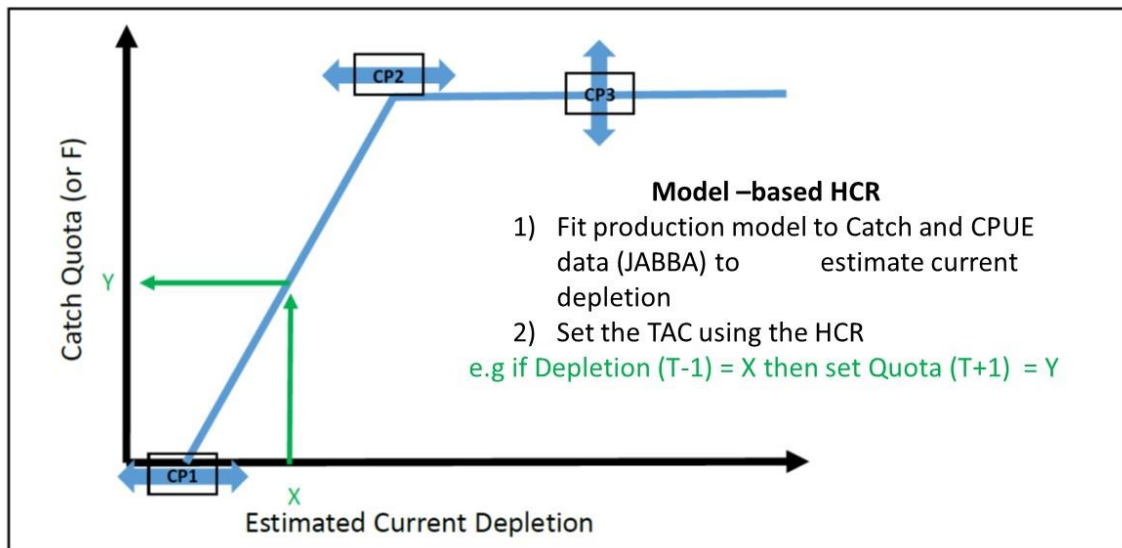 CP2
CP3
Catch Quota (or F)
Model –based HCR
1) Fit production model to Catch and CPUE
data (JABBA) to estimate current
depletion
2) Set the TAC using the HCR
e.g if Depletion (T-1) = X then set Quota (T+1) = Y
Y
CP1
X
Estimated Current Depletion